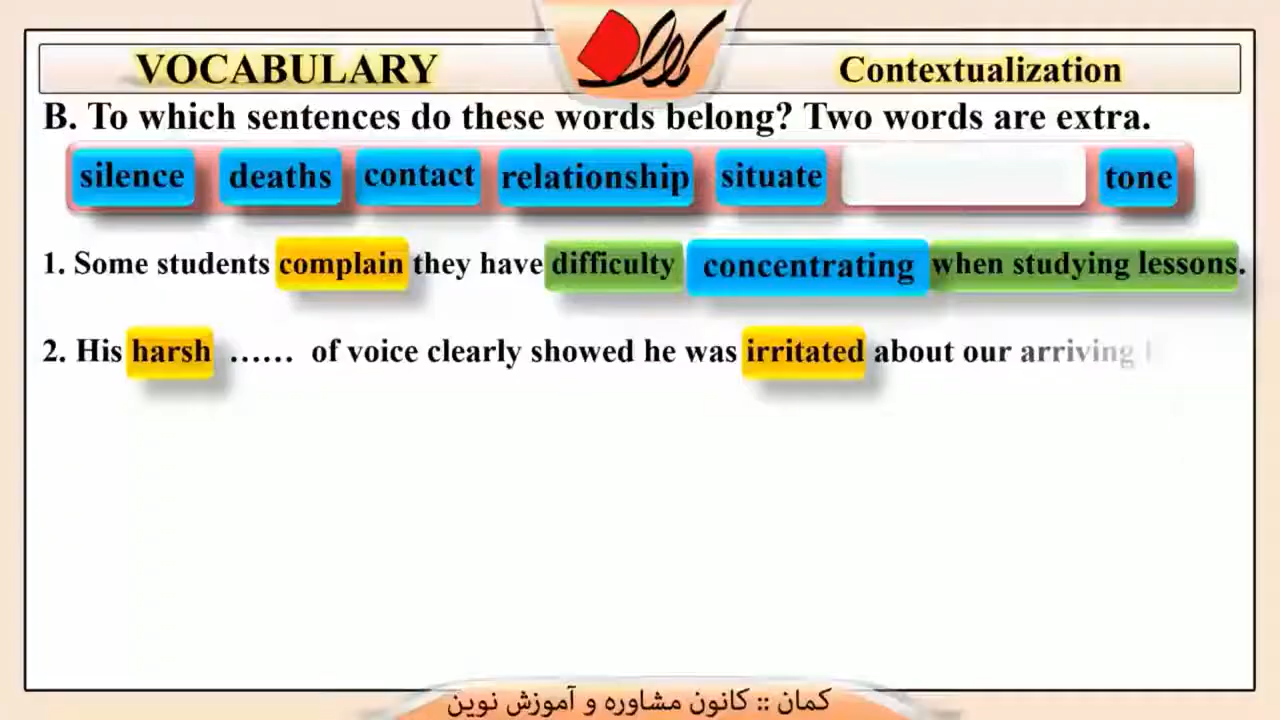 VOCABULARY
Contextualization
B. To which sentences do these words belong? Two words are extra.
silence deaths contact relationship situate tone
1. Some students complain they have difficulty concentrating when studying lessons.
2. His harsh …… of voice clearly showed he was irritated about our arriving
کمان :: کانون مشاوره و آموزش نوین